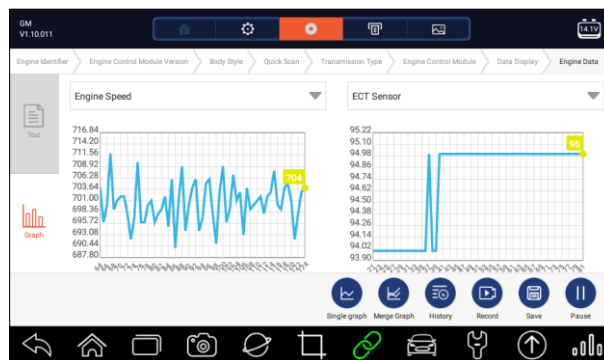 GM
V1.10.011
14.1V
Engine Identifier
Engine Control Module Version
Body Style
Quick Scan
Transmission Type
Engine Control Module
Data Display
Engine Data
Text
Graph
Engine Speed
716.84
714.20
711.56
708.92
706.28
703.64
701.00
698.36
695.72
693.08
690.44
687.80
704
ECT Sensor
95.22
95.10
94.98
94.86
94.74
94.62
94.50
94.38
94.26
94.14
94.02
93.90
95
Single graph
Merge Graph
History
Record
Save
Pause